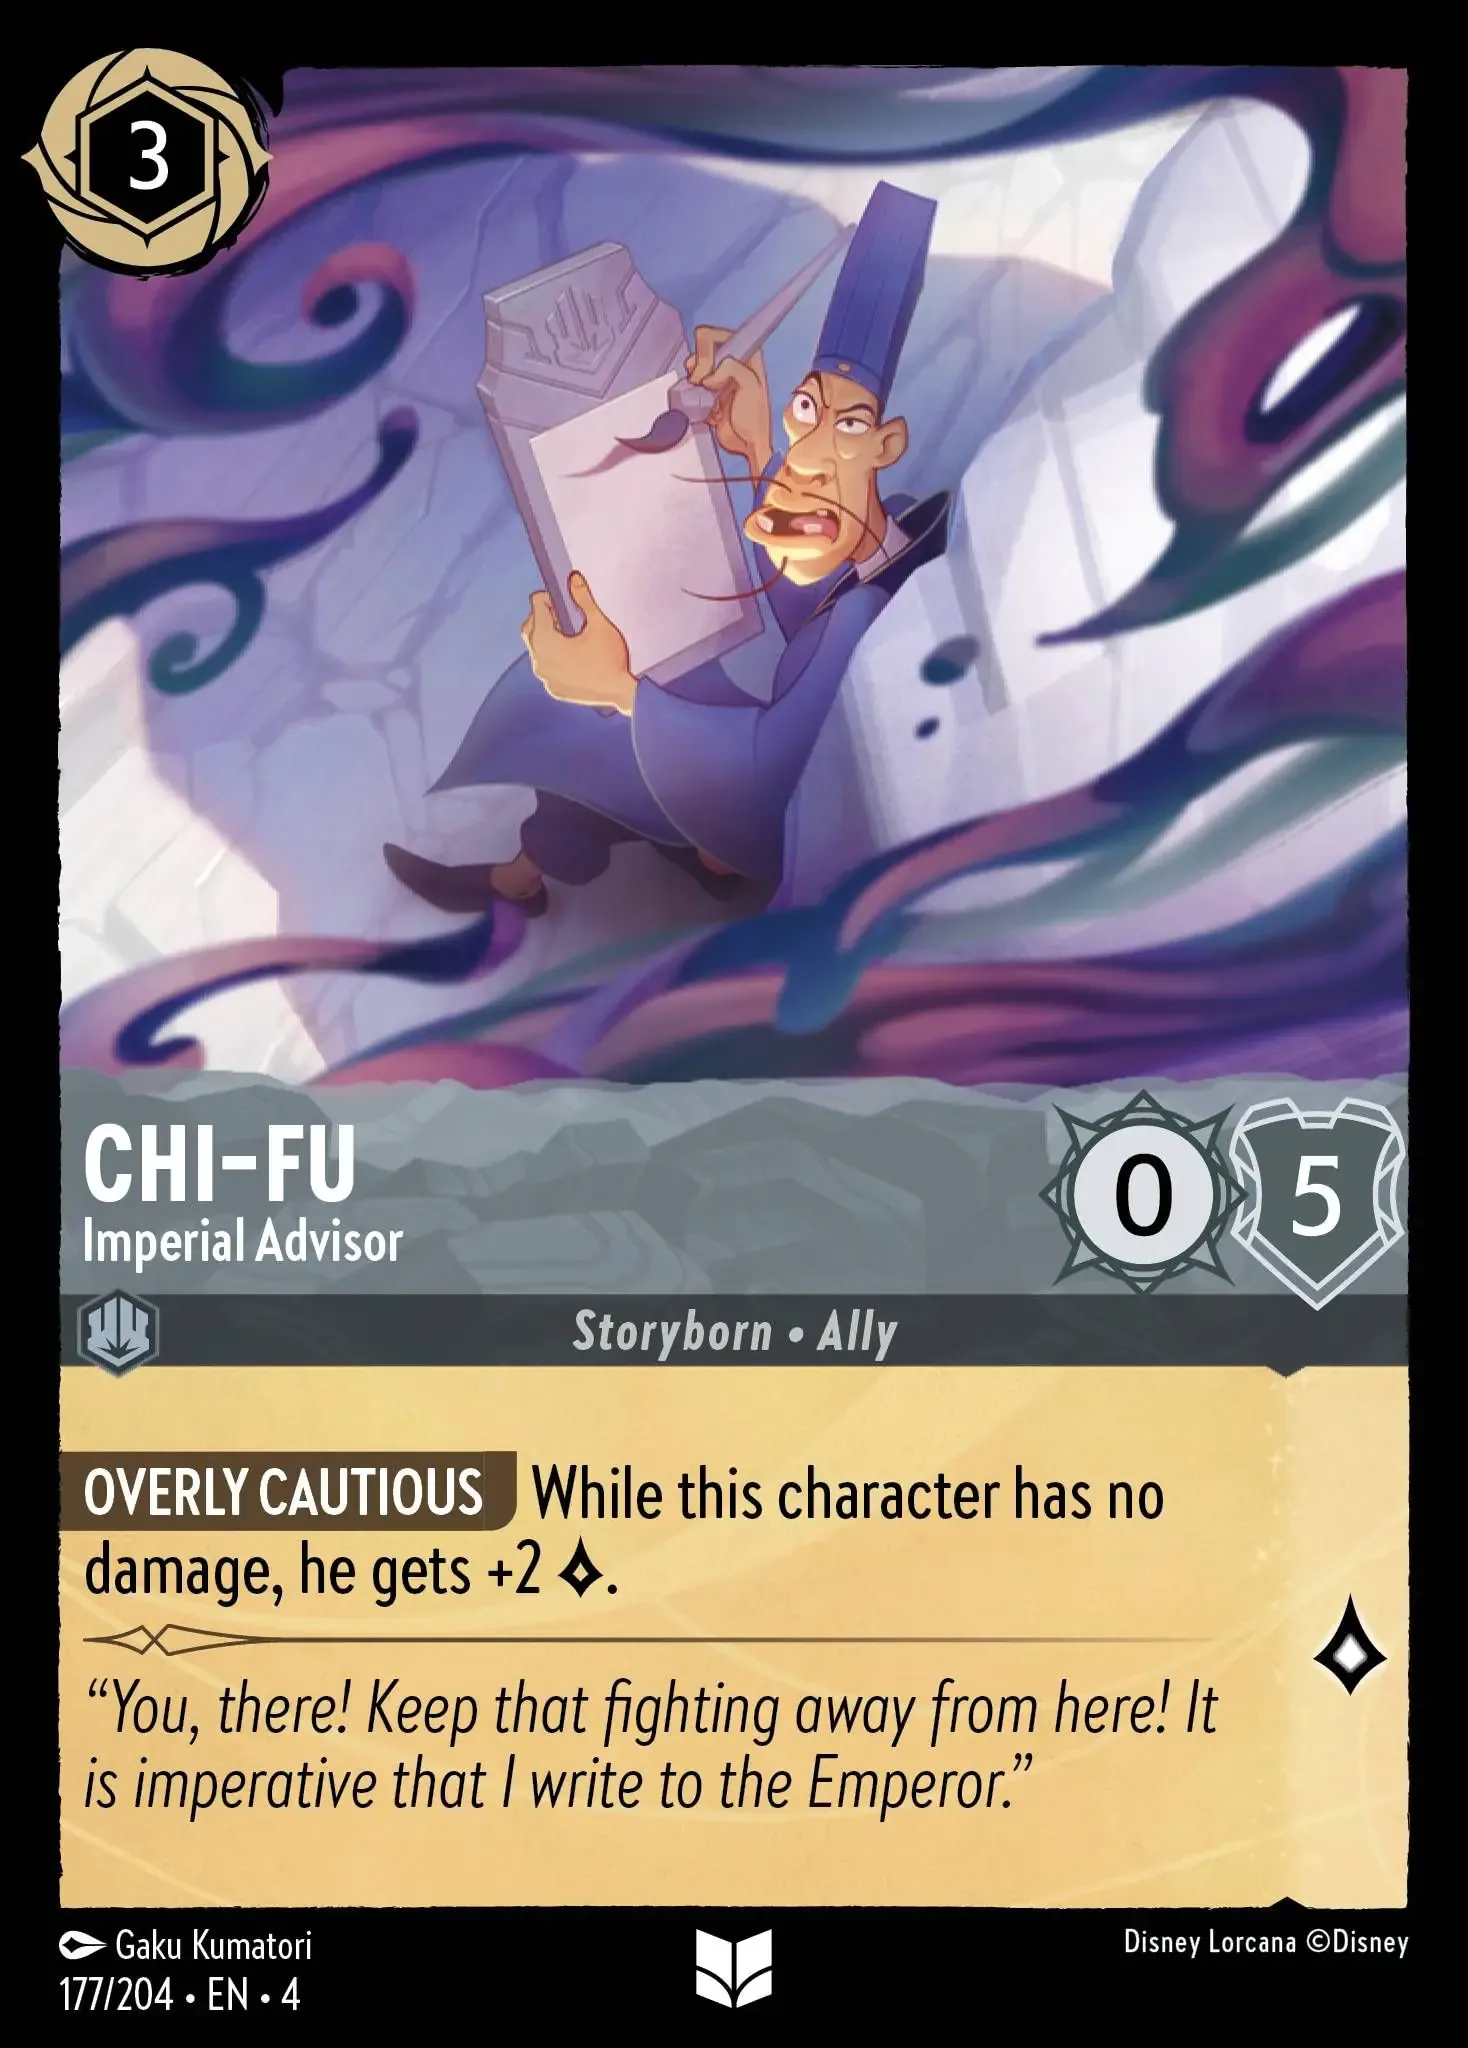 3
CHI-FU
Imperial Advisor
0
5
Storyborn • Ally
OVERLY CAUTIOUS While this character has no
damage, he gets +2 .
“You, there! Keep that fighting away from here! It
is imperative that I write to the Emperor.”
Gaku Kumatori
177/204 • EN • 4
Disney Lorcana ©Disney